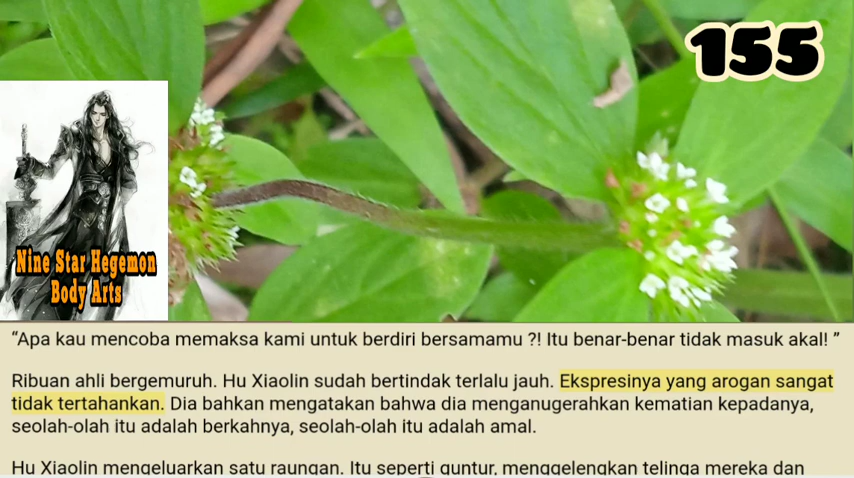 155
Nine Star Hegemon
Body Arts
“Apa kau mencoba memaksa kami untuk berdiri bersamamu ?! Itu benar-benar tidak masuk akal! ”
Ribuan ahli bergemuruh. Hu Xiaolin sudah bertindak terlalu jauh. Ekspresinya yang arogan sangat
tidak tertahankan. Dia bahkan mengatakan bahwa dia menganugerahkan kematian kepadanya,
seolah-olah itu adalah berkahnya, seolah-olah itu adalah amal.
Hu Xiaolin mengeluarkan satu raungan. Itu seperti guntur, menggelengkan telinga mereka dan